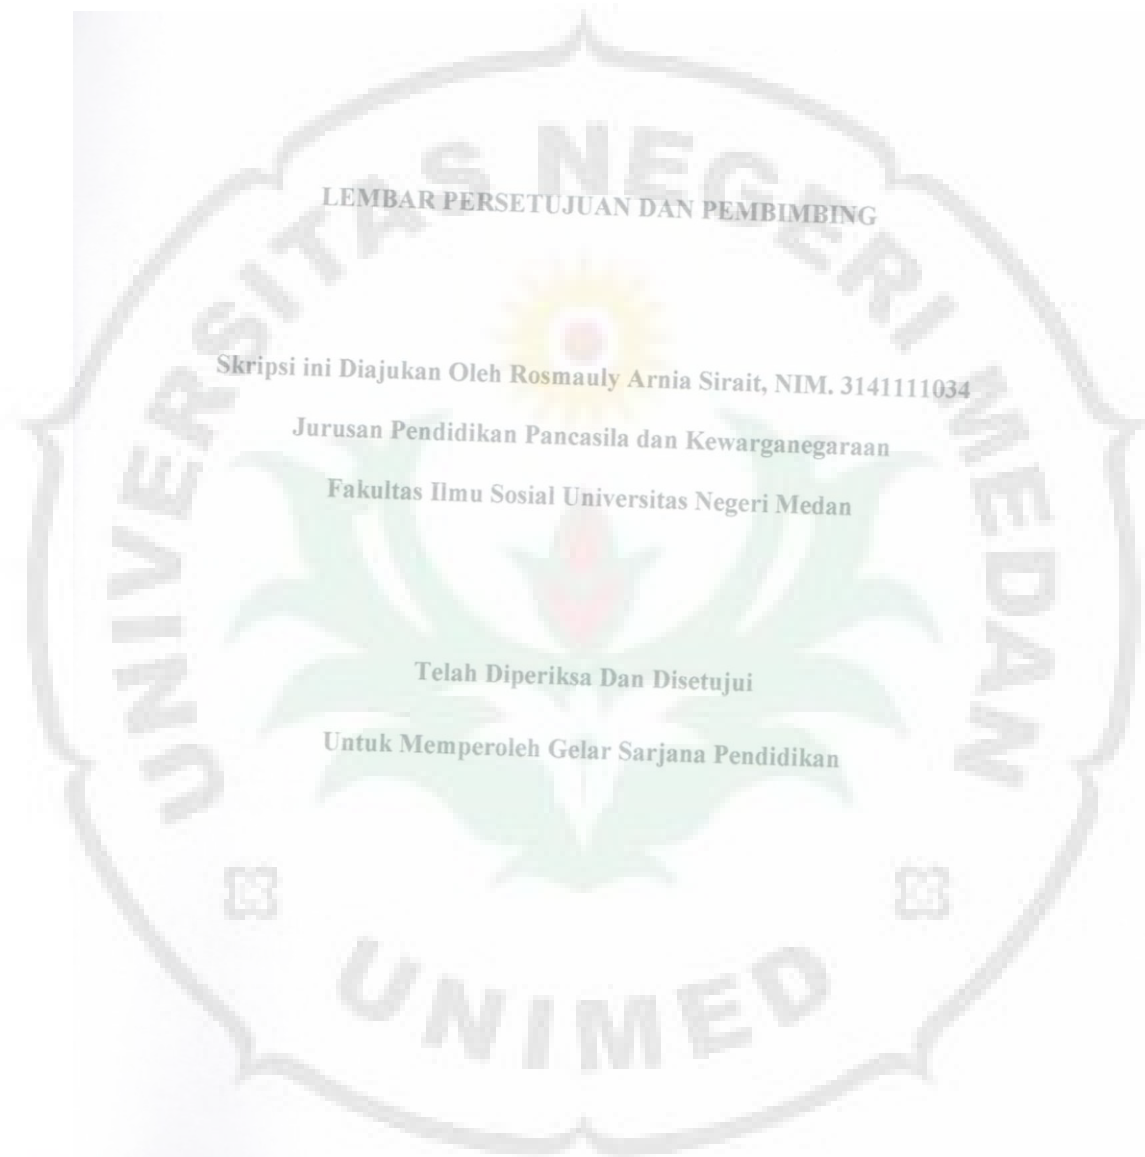 LEMBAR PERSETUJUAN DAN PEMBIMBING
Skripsi ini Diajukan Oleh Rosmauly Arnia Sirait, NIM. 3141111034
Jurusan Pendidikan Pancasila dan Kewarganegaraan
Fakultas Ilmu Sosial Universitas Negeri Medan
Telah Diperiksa Dan Disetujui
Untuk Memperoleh Gelar Sarjana Pendidikan
UNIVERSITAS NEGERI MEDAN
UNIMED